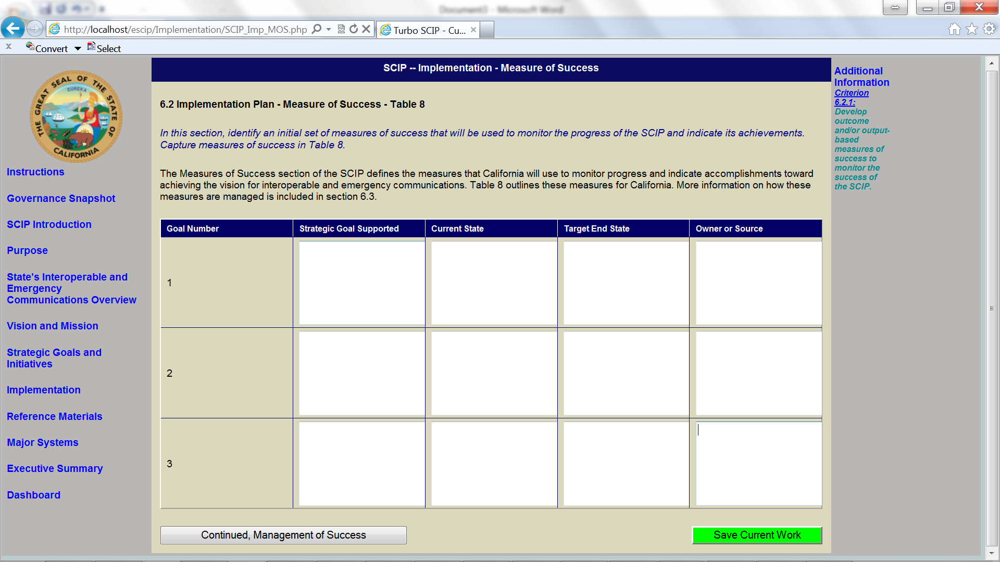 Document3 - Microsoft Word
http://localhost/escip/Implementation/SCIP_Imp_MOS.php
Turbo SCIP - Cu...
Convert
Select
THE GREAT SEAL OF THE STATE OF CALIFORNIA
EUREKA
Instructions
Governance Snapshot
SCIP Introduction
Purpose
State's Interoperable and
Emergency
Communications Overview
Vision and Mission
Strategic Goals and
Initiatives
Implementation
Reference Materials
Major Systems
Executive Summary
Dashboard
SCIP -- Implementation - Measure of Success
6.2 Implementation Plan - Measure of Success - Table 8
In this section, identify an initial set of measures of success that will be used to monitor the progress of the SCIP and indicate its achievements.
Capture measures of success in Table 8.
The Measures of Success section of the SCIP defines the measures that California will use to monitor progress and indicate accomplishments toward
achieving the vision for interoperable and emergency communications. Table 8 outlines these measures for California. More information on how these
measures are managed is included in section 6.3.
Goal Number
Strategic Goal Supported
Current State
Target End State
Owner or Source
1
2
3
Continued, Management of Success
Save Current Work
Additional
Information
Criterion
6.2.1:
Develop
outcome
and/or output-
based
measures of
success to
monitor the
success of
the SCIP.